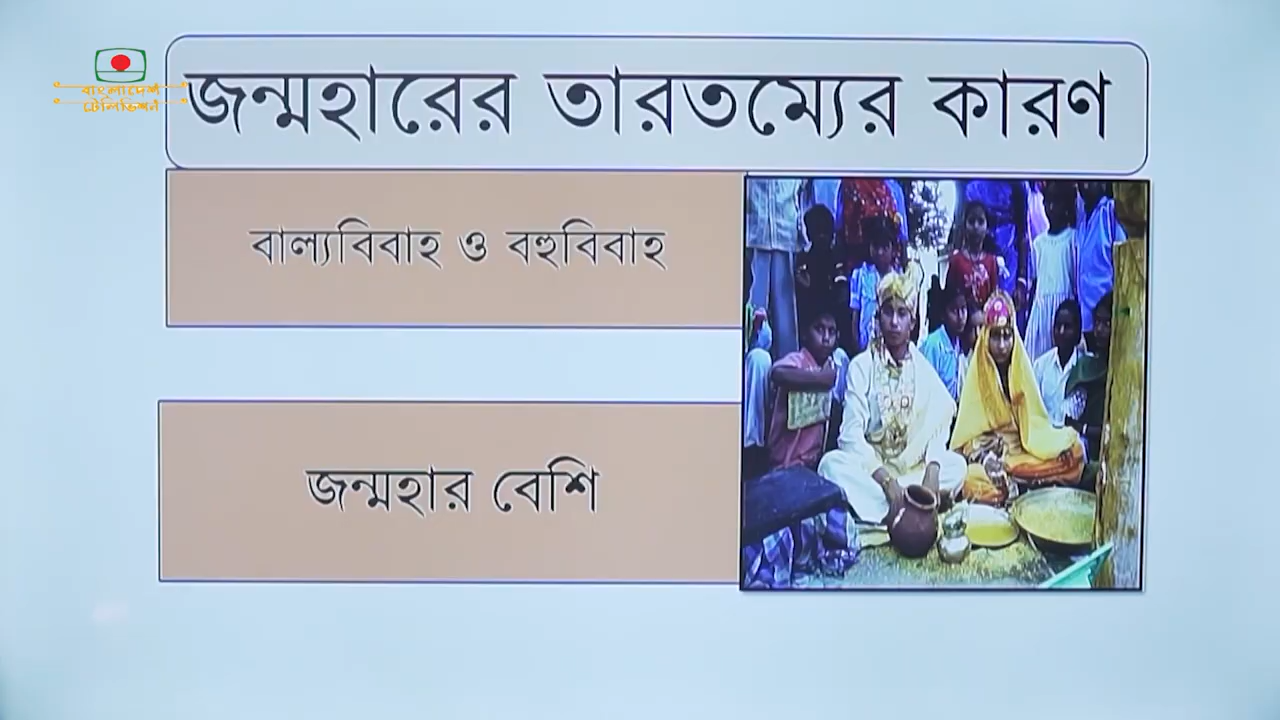 বাংলাদেশ
টেলিভিশন
জন্মহারের তারতম্যের কারণ
বাল্যবিবাহ ও বহুবিবাহ
জন্মহার বেশি